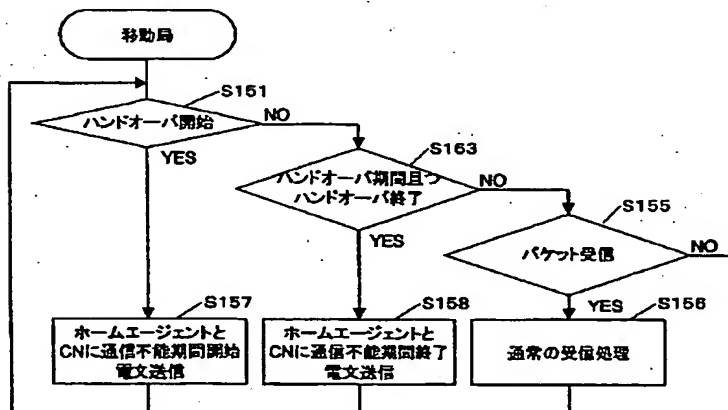 移動局
S151
ハンドオーバ開始
NO
YES
S163
ハンドオーバ期間且つ
ハンドオーバ終了
NO
YES
S155
パケット受信
NO
YES
S157
ホームエージェントと
CNに通信不能期間開始
電文送信
S158
ホームエージェントと
CNに通信不能期間終了
電文送信
S156
通常の受信処理